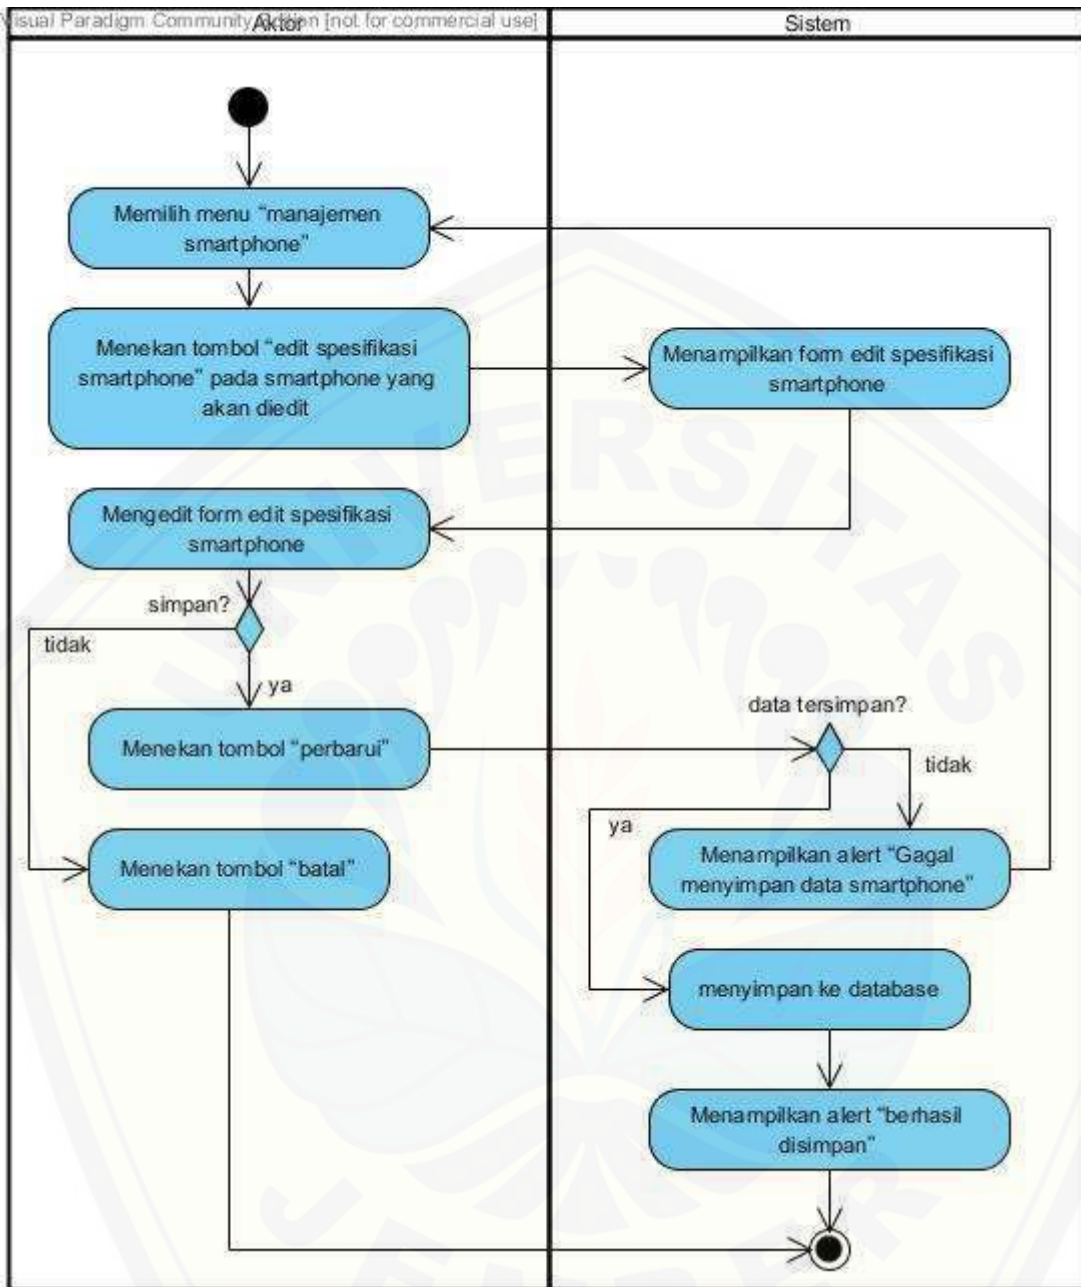 Visual Paradigm Community Edition [not for commercial use]
Aktor
Sistem
Memilih menu “manajemen
smartphone”
Menekan tombol “edit spesifikasi
smartphone” pada smartphone yang
akan diedit
Menampilkan form edit spesifikasi
smartphone
Mengedit form edit spesifikasi
smartphone
simpan?
tidak
ya
Menekan tombol “perbarui”
data tersimpan?
tidak
ya
Menekan tombol “batal”
Menampilkan alert “Gagal
menyimpan data smartphone”
menyimpan ke database
Menampilkan alert “berhasil
disimpan”
UNIVERSITAS
JEMBER